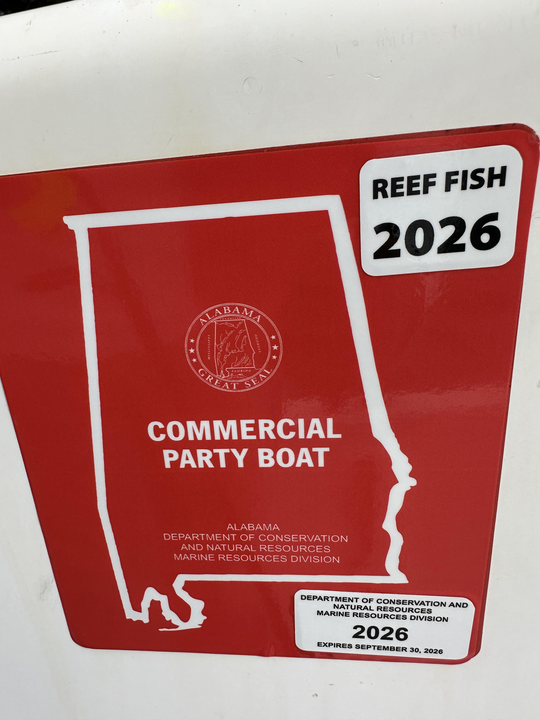 REEF FISH
2026
ALABAMA
GREAT SEAL
COMMERCIAL
PARTY BOAT
ALABAMA
DEPARTMENT OF CONSERVATION
AND NATURAL RESOURCES
MARINE RESOURCES DIVISION
DEPARTMENT OF CONSERVATION AND
NATURAL RESOURCES
MARINE RESOURCES DIVISION
2026
EXPIRES SEPTEMBER 30, 2026